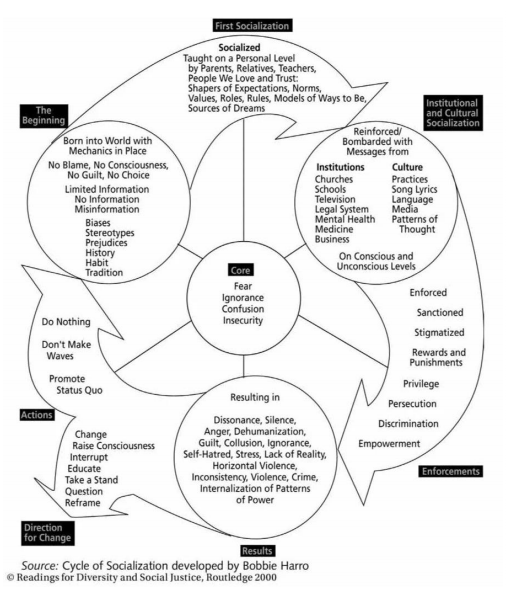 First Socialization
Socialized
Taught on a Personal Level
by Parents, Relatives, Teachers,
People We Love and Trust:
Shapers of Expectations, Norms,
Values, Roles, Rules, Models of Ways to Be,
Sources of Dreams
The
Beginning
Born into World with
Mechanics in Place
No Blame, No Consciousness,
No Guilt, No Choice
Limited Information
No Information
Misinformation
Biases
Stereotypes
Prejudices
History
Habit
Tradition
Institutional
and Cultural
Socialization
Reinforced/
Bombarded with
Messages from
Institutions
Churches
Schools
Television
Legal System
Mental Health
Medicine
Business
Culture
Practices
Song Lyrics
Language
Media
Patterns of
Thought
On Conscious and
Unconscious Levels
Core
Fear
Ignorance
Confusion
Insecurity
Enforced
Sanctioned
Stigmatized
Rewards and
Punishments
Privilege
Persecution
Discrimination
Empowerment
Enforcements
Resulting in
Dissonance, Silence,
Anger, Dehumanization,
Guilt, Collusion, Ignorance,
Self-Hatred, Stress, Lack of Reality,
Horizontal Violence,
Inconsistency, Violence, Crime,
Internalization of Patterns
of Power
Results
Do Nothing
Don't Make
Waves
Promote
Status Quo
Actions
Change
Raise Consciousness
Interrupt
Educate
Take a Stand
Question
Reframe
Direction
for Change
Source: Cycle of Socialization developed by Bobbie Harro
© Readings for Diversity and Social Justice, Routledge 2000